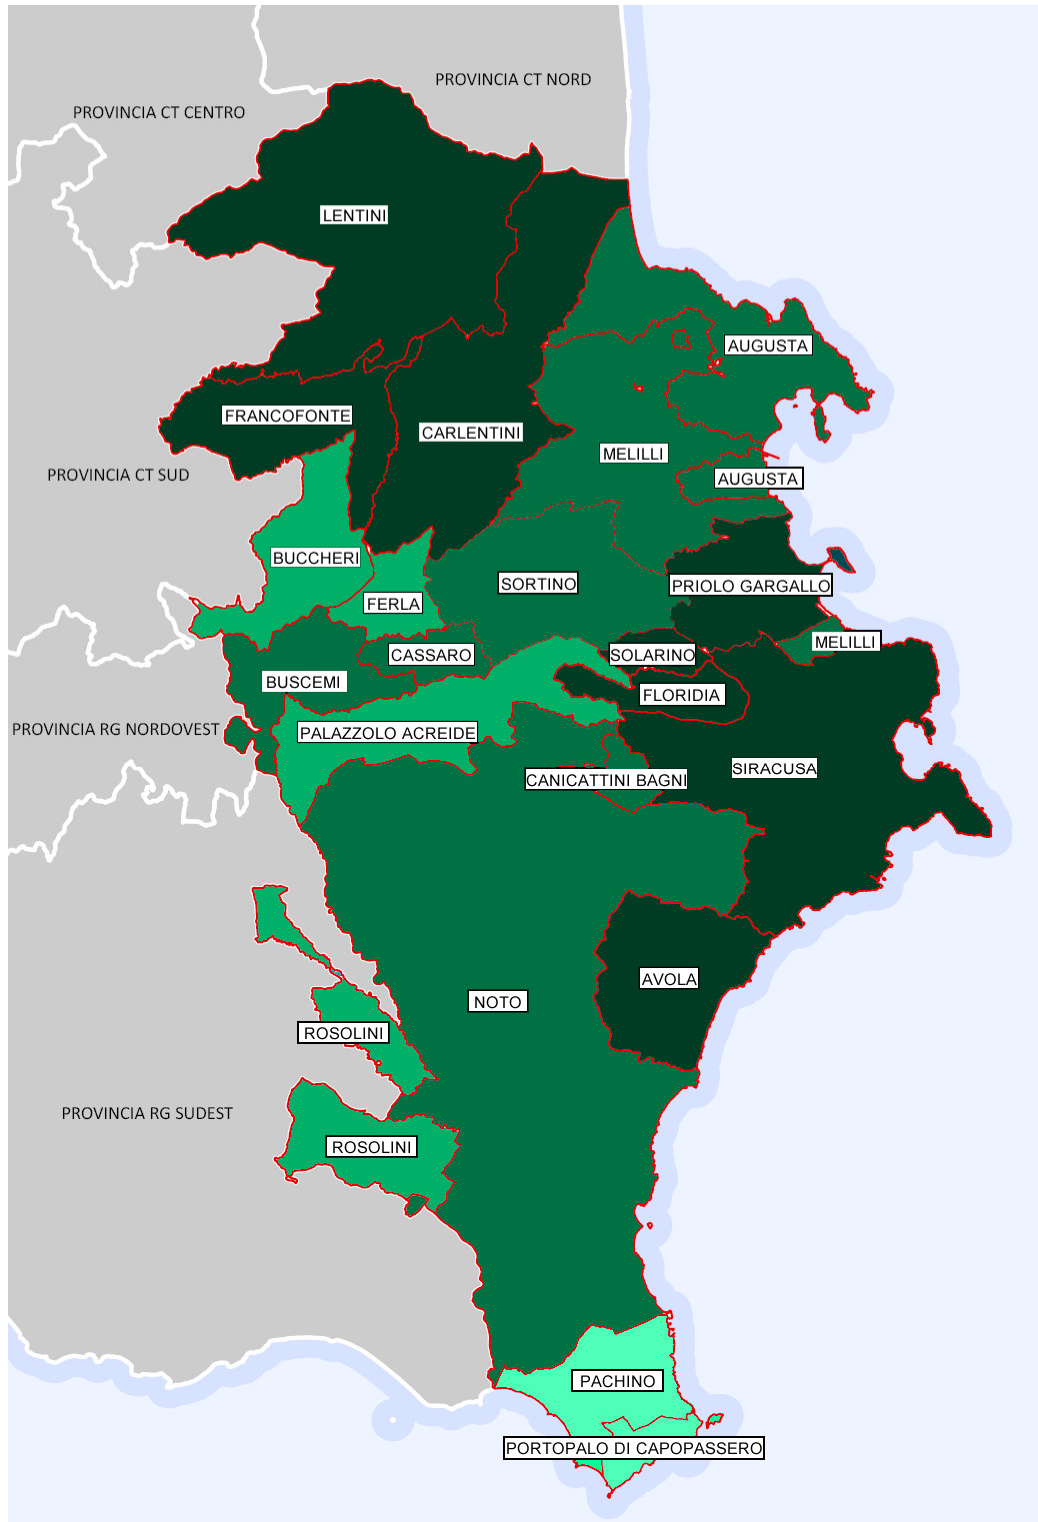 PROVINCIA CT NORD
PROVINCIA CT CENTRO
LENTINI
AUGUSTA
FRANCOFONTE
CARLENTINI
MELILLI
PROVINCIA CT SUD
AUGUSTA
BUCCHERI
SORTINO
PRIOLO GARGALLO
FERLA
MELILLI
CASSARO
SOLARINO
BUSCEMI
FLORIDIA
PROVINCIA RG NORDOVEST
PALAZZOLO ACREIDE
SIRACUSA
CANICATTINI BAGNI
AVOLA
NOTO
ROSOLINI
PROVINCIA RG SUDEST
ROSOLINI
PACHINO
PORTOPALO DI CAPOPASSERO